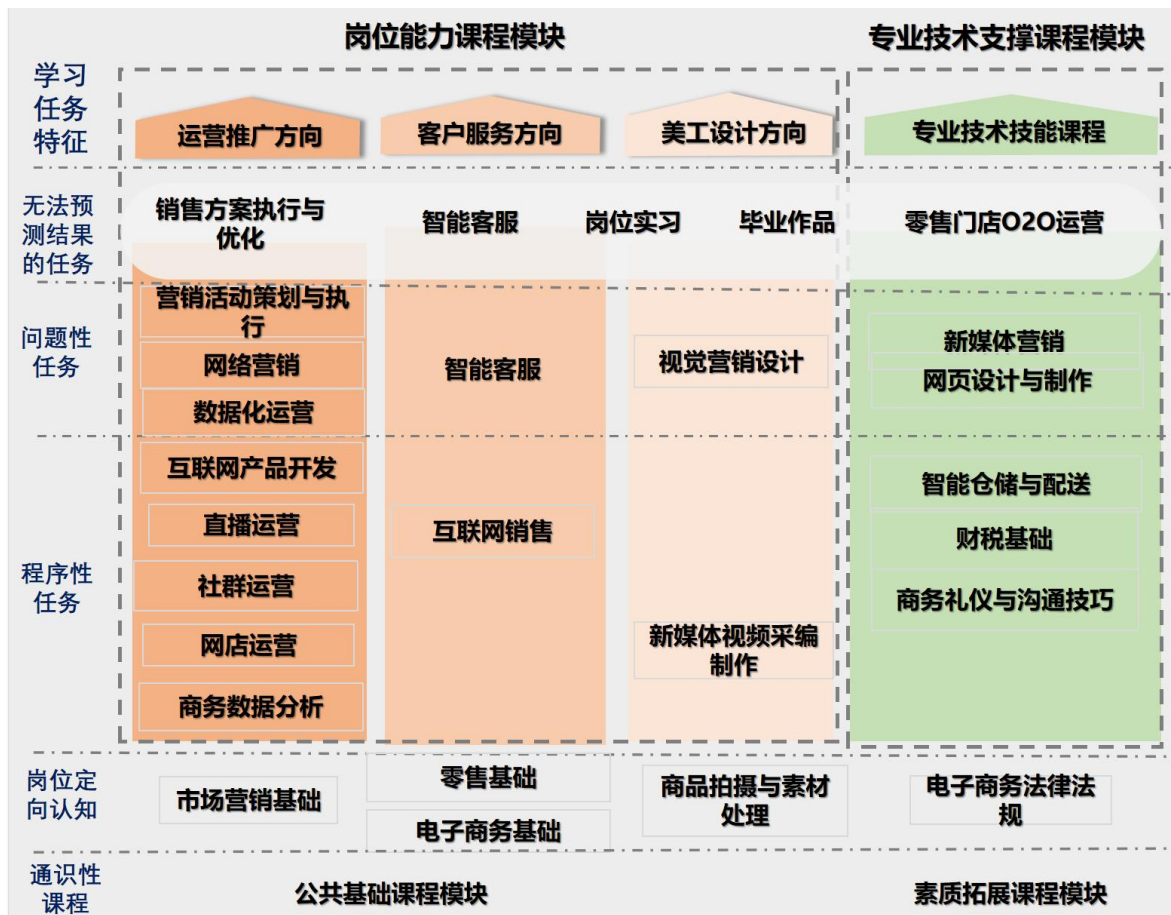 岗位能力课程模块
专业技术支撑课程模块
学习
任务
特征
运营推广方向
客户服务方向
美工设计方向
专业技术技能课程
无法预
测结果
的任务
销售方案执行与
优化
智能客服
岗位实习
毕业作品
零售门店O2O运营
问题性
任务
营销活动策划与执
行
网络营销
数据化运营
智能客服
视觉营销设计
新媒体营销
网页设计与制作
程序性
任务
互联网产品开发
直播运营
社群运营
网店运营
商务数据分析
互联网销售
新媒体视频采编
制作
智能仓储与配送
财税基础
商务礼仪与沟通技巧
岗位定
向认知
市场营销基础
零售基础
电子商务基础
商品拍摄与素材
处理
电子商务法律法
规
通识性
课程
公共基础课程模块
素质拓展课程模块